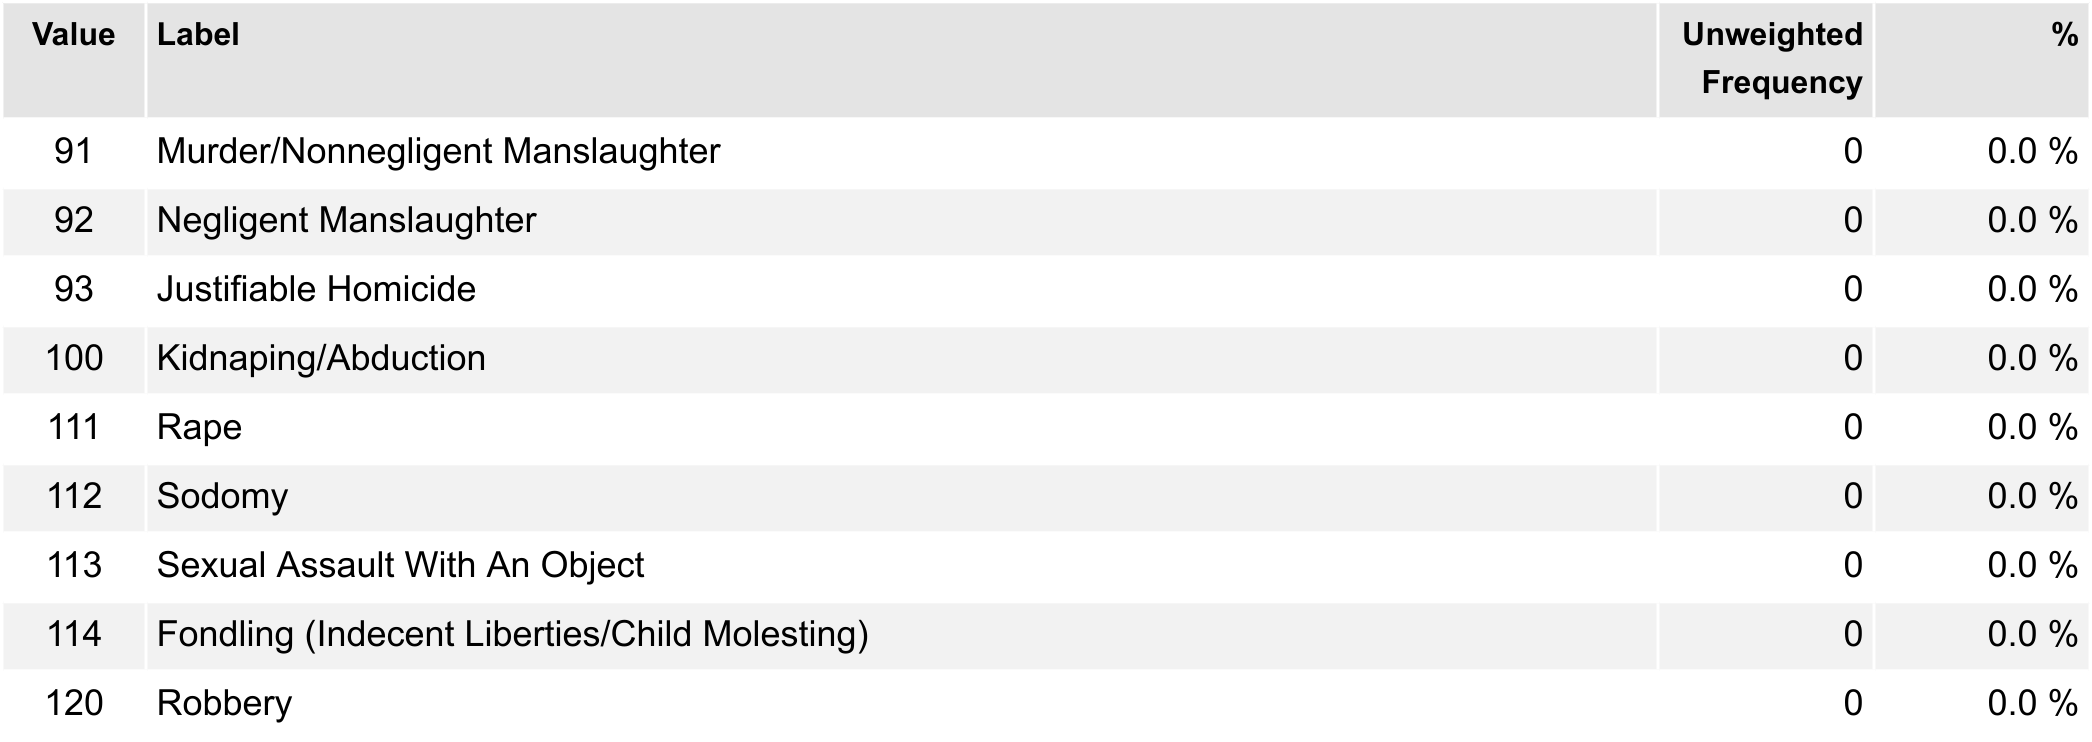 Value Label Unweighted Frequency %
91 Murder/Nonnegligent Manslaughter 0 0.0 %
92 Negligent Manslaughter 0 0.0 %
93 Justifiable Homicide 0 0.0 %
100 Kidnaping/Abduction 0 0.0 %
111 Rape 0 0.0 %
112 Sodomy 0 0.0 %
113 Sexual Assault With An Object 0 0.0 %
114 Fondling (Indecent Liberties/Child Molesting) 0 0.0 %
120 Robbery 0 0.0 %